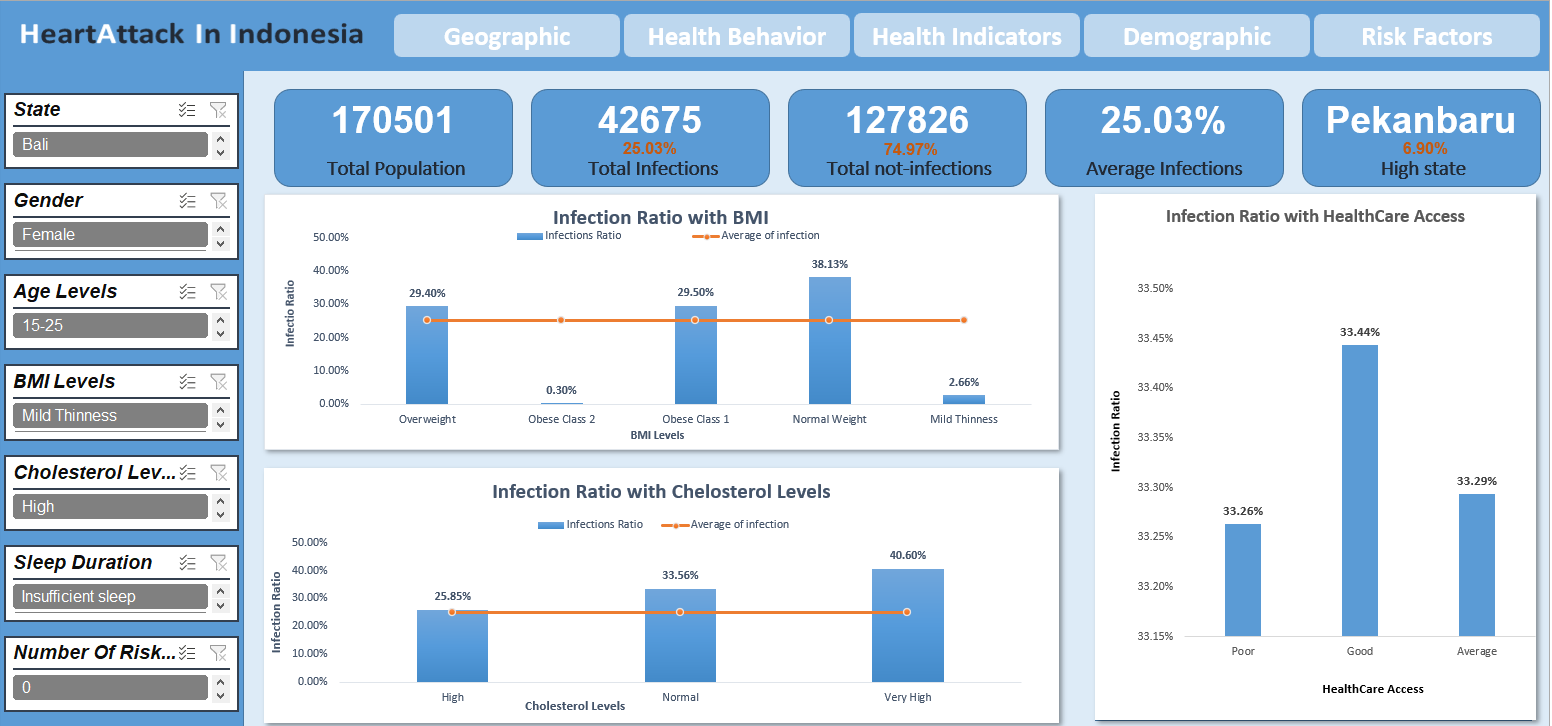 HeartAttack In Indonesia
Geographic
Health Behavior
Health Indicators
Demographic
Risk Factors
State
Bali
Gender
Female
Age Levels
15-25
BMI Levels
Mild Thinness
Cholesterol Lev...
High
Sleep Duration
Insufficient sleep
Number Of Risk...
0
170501
Total Population
42675
25.03%
Total Infections
127826
74.97%
Total not-infections
25.03%
Average Infections
Pekanbaru
6.90%
High state
Infection Ratio with BMI
Infections Ratio
Average of infection
Infectio Ratio
50.00%
40.00%
30.00%
20.00%
10.00%
0.00%
29.40%
0.30%
29.50%
38.13%
2.66%
Overweight
Obese Class 2
Obese Class 1
Normal Weight
Mild Thinness
BMI Levels
Infection Ratio with Chelosterol Levels
Infections Ratio
Average of infection
Infection Ratio
50.00%
40.00%
30.00%
20.00%
10.00%
0.00%
25.85%
33.56%
40.60%
High
Normal
Very High
Cholesterol Levels
Infection Ratio with HealthCare Access
Infection Ratio
33.50%
33.45%
33.40%
33.35%
33.30%
33.25%
33.20%
33.15%
33.26%
33.44%
33.29%
Poor
Good
Average
HealthCare Access